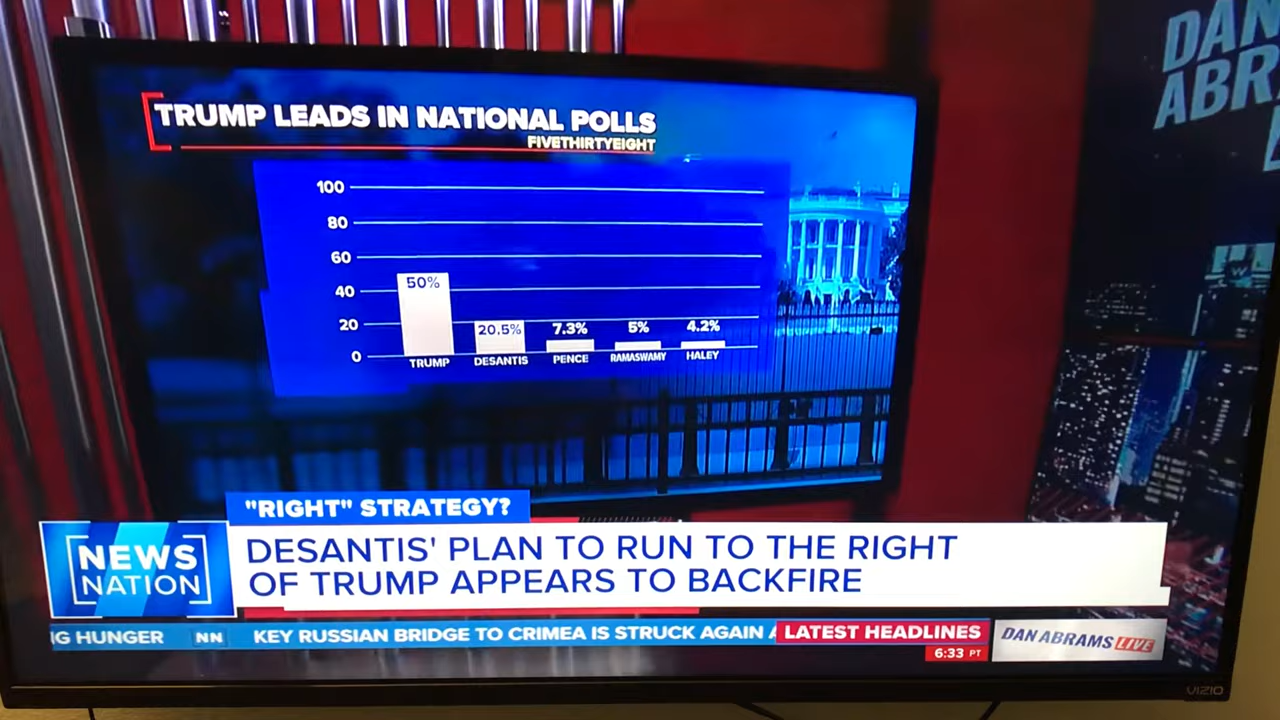 DAN
ABR
TRUMP LEADS IN NATIONAL POLLS
FIVETHIRTYEIGHT
100
80
60
40
20
0
50%
20.5%
7.3%
5%
4.2%
TRUMP
DESANTIS
PENCE
RAMASWAMY
HALEY
"RIGHT" STRATEGY?
NEWS
NATION
DESANTIS' PLAN TO RUN TO THE RIGHT
OF TRUMP APPEARS TO BACKFIRE
G HUNGER NN KEY RUSSIAN BRIDGE TO CRIMEA IS STRUCK AGAIN
LATEST HEADLINES
6:33 PT
DAN ABRAMS LIVE
VIZIO